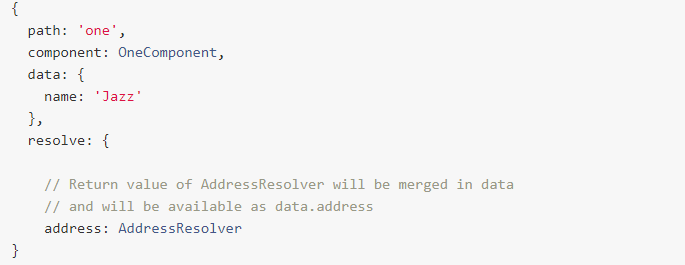 {
  path: 'one',
  component: OneComponent,
  data: {
    name: 'Jazz'
  },
  resolve: {
    // Return value of AddressResolver will be merged in data
    // and will be available as data.address
    address: AddressResolver
}